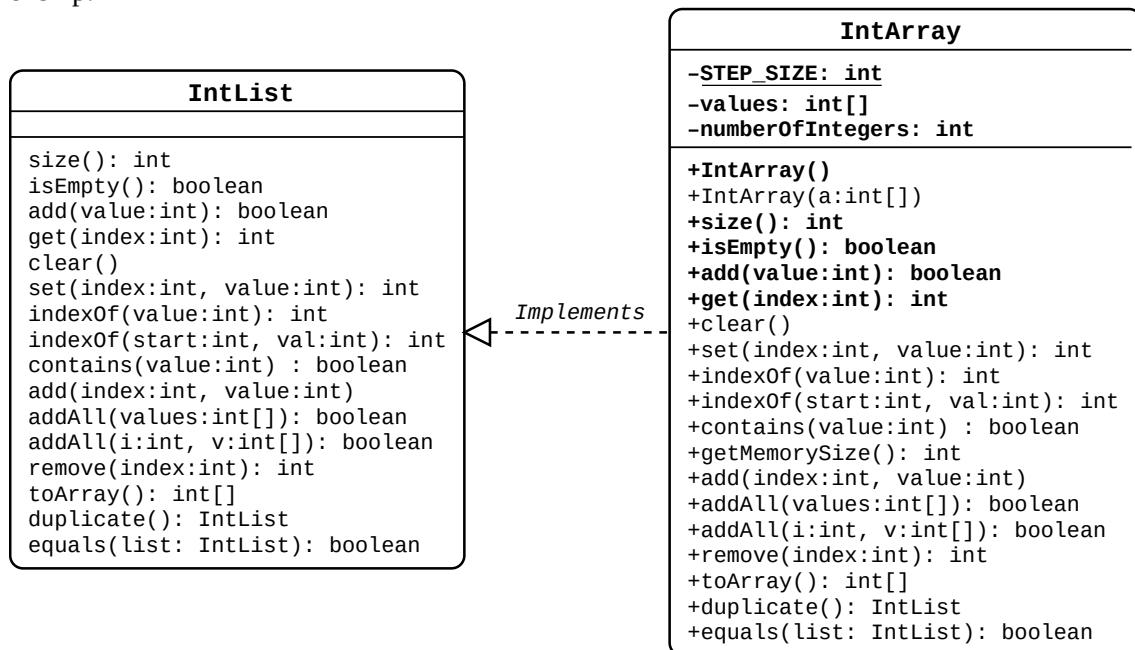 IntList
size(): int
isEmpty(): boolean
add(value:int): boolean
get(index:int): int
clear()
set(index:int, value:int): int
indexOf(value:int): int
indexOf(start:int, val:int): int
contains(value:int) : boolean
add(index:int, value:int)
addAll(values:int[]): boolean
addAll(i:int, v:int[]): boolean
remove(index:int): int
toArray(): int[]
duplicate(): IntList
equals(list: IntList): boolean
Implements
IntArray
–STEP_SIZE: int
–values: int[]
–numberOfIntegers: int
+IntArray()
+IntArray(a:int[])
+size(): int
+isEmpty(): boolean
+add(value:int): boolean
+get(index:int): int
+clear()
+set(index:int, value:int): int
+indexOf(value:int): int
+indexOf(start:int, val:int): int
+contains(value:int) : boolean
+getMemorySize(): int
+add(index:int, value:int)
+addAll(values:int[]): boolean
+addAll(i:int, v:int[]): boolean
+remove(index:int): int
+toArray(): int[]
+duplicate(): IntList
+equals(list: IntList): boolean